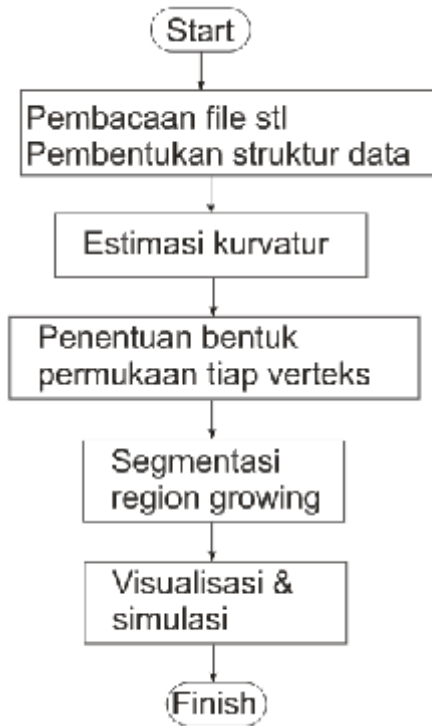 Start
Pembacaan file stl
Pembentukan struktur data
Estimasi kurvatur
Penentuan bentuk
permukaan tiap verteks
Segmentasi
region growing
Visualisasi &
simulasi
Finish